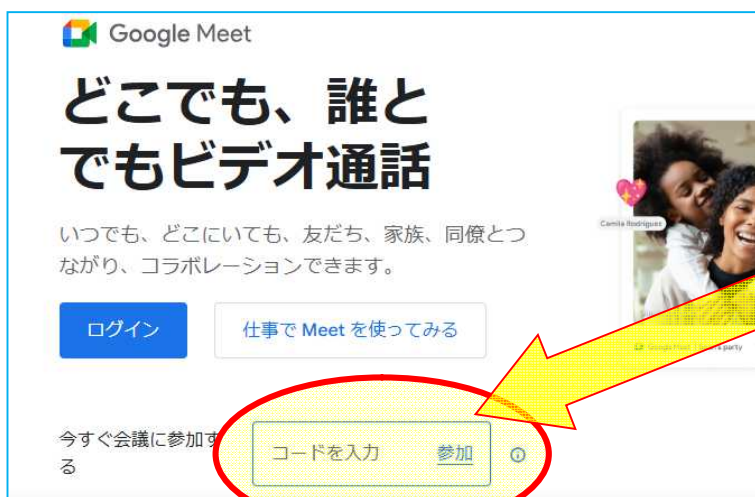 Google Meet
どこでも、誰と
でもビデオ通話
いつでも、どこにいても、友だち、家族、同僚とつ
ながり、コラボレーションできます。
Camila Rodriguez
ログイン
仕事で Meet を使ってみる
Google Meet
party
今すぐ会議に参加す
る
コードを入力
参加